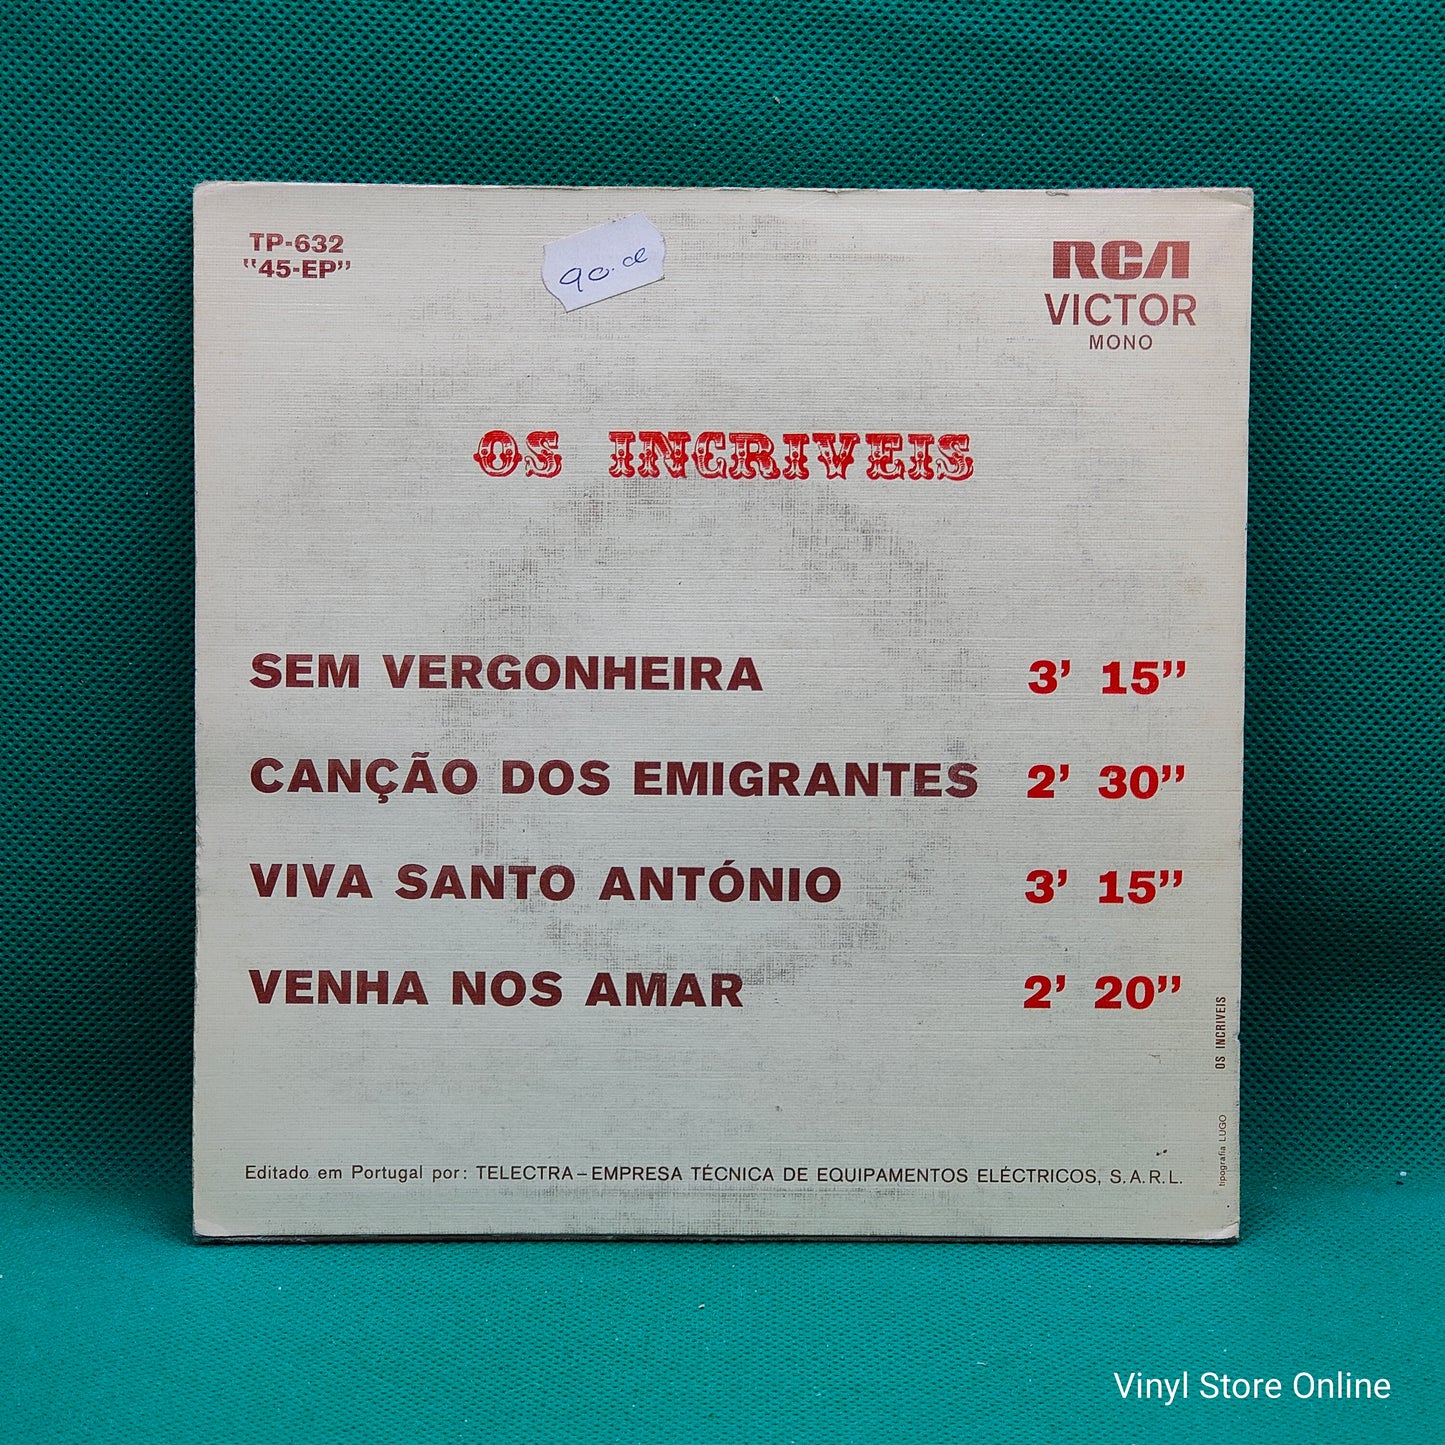 TP-632
"45-EP"
90.00
RCA
VICTOR
MONO
OS INCRIVEIS
SEM VERGONHEIRA 3' 15"
CANÇÃO DOS EMIGRANTES 2' 30"
VIVA SANTO ANTÓNIO 3' 15"
VENHA NOS AMAR 2' 20"
OS INCRIVEIS
tipografia LUGO
Editado em Portugal por: TELECTRA – EMPRESA TÉCNICA DE EQUIPAMENTOS ELÉCTRICOS, S.A.R.L.
Vinyl Store Online